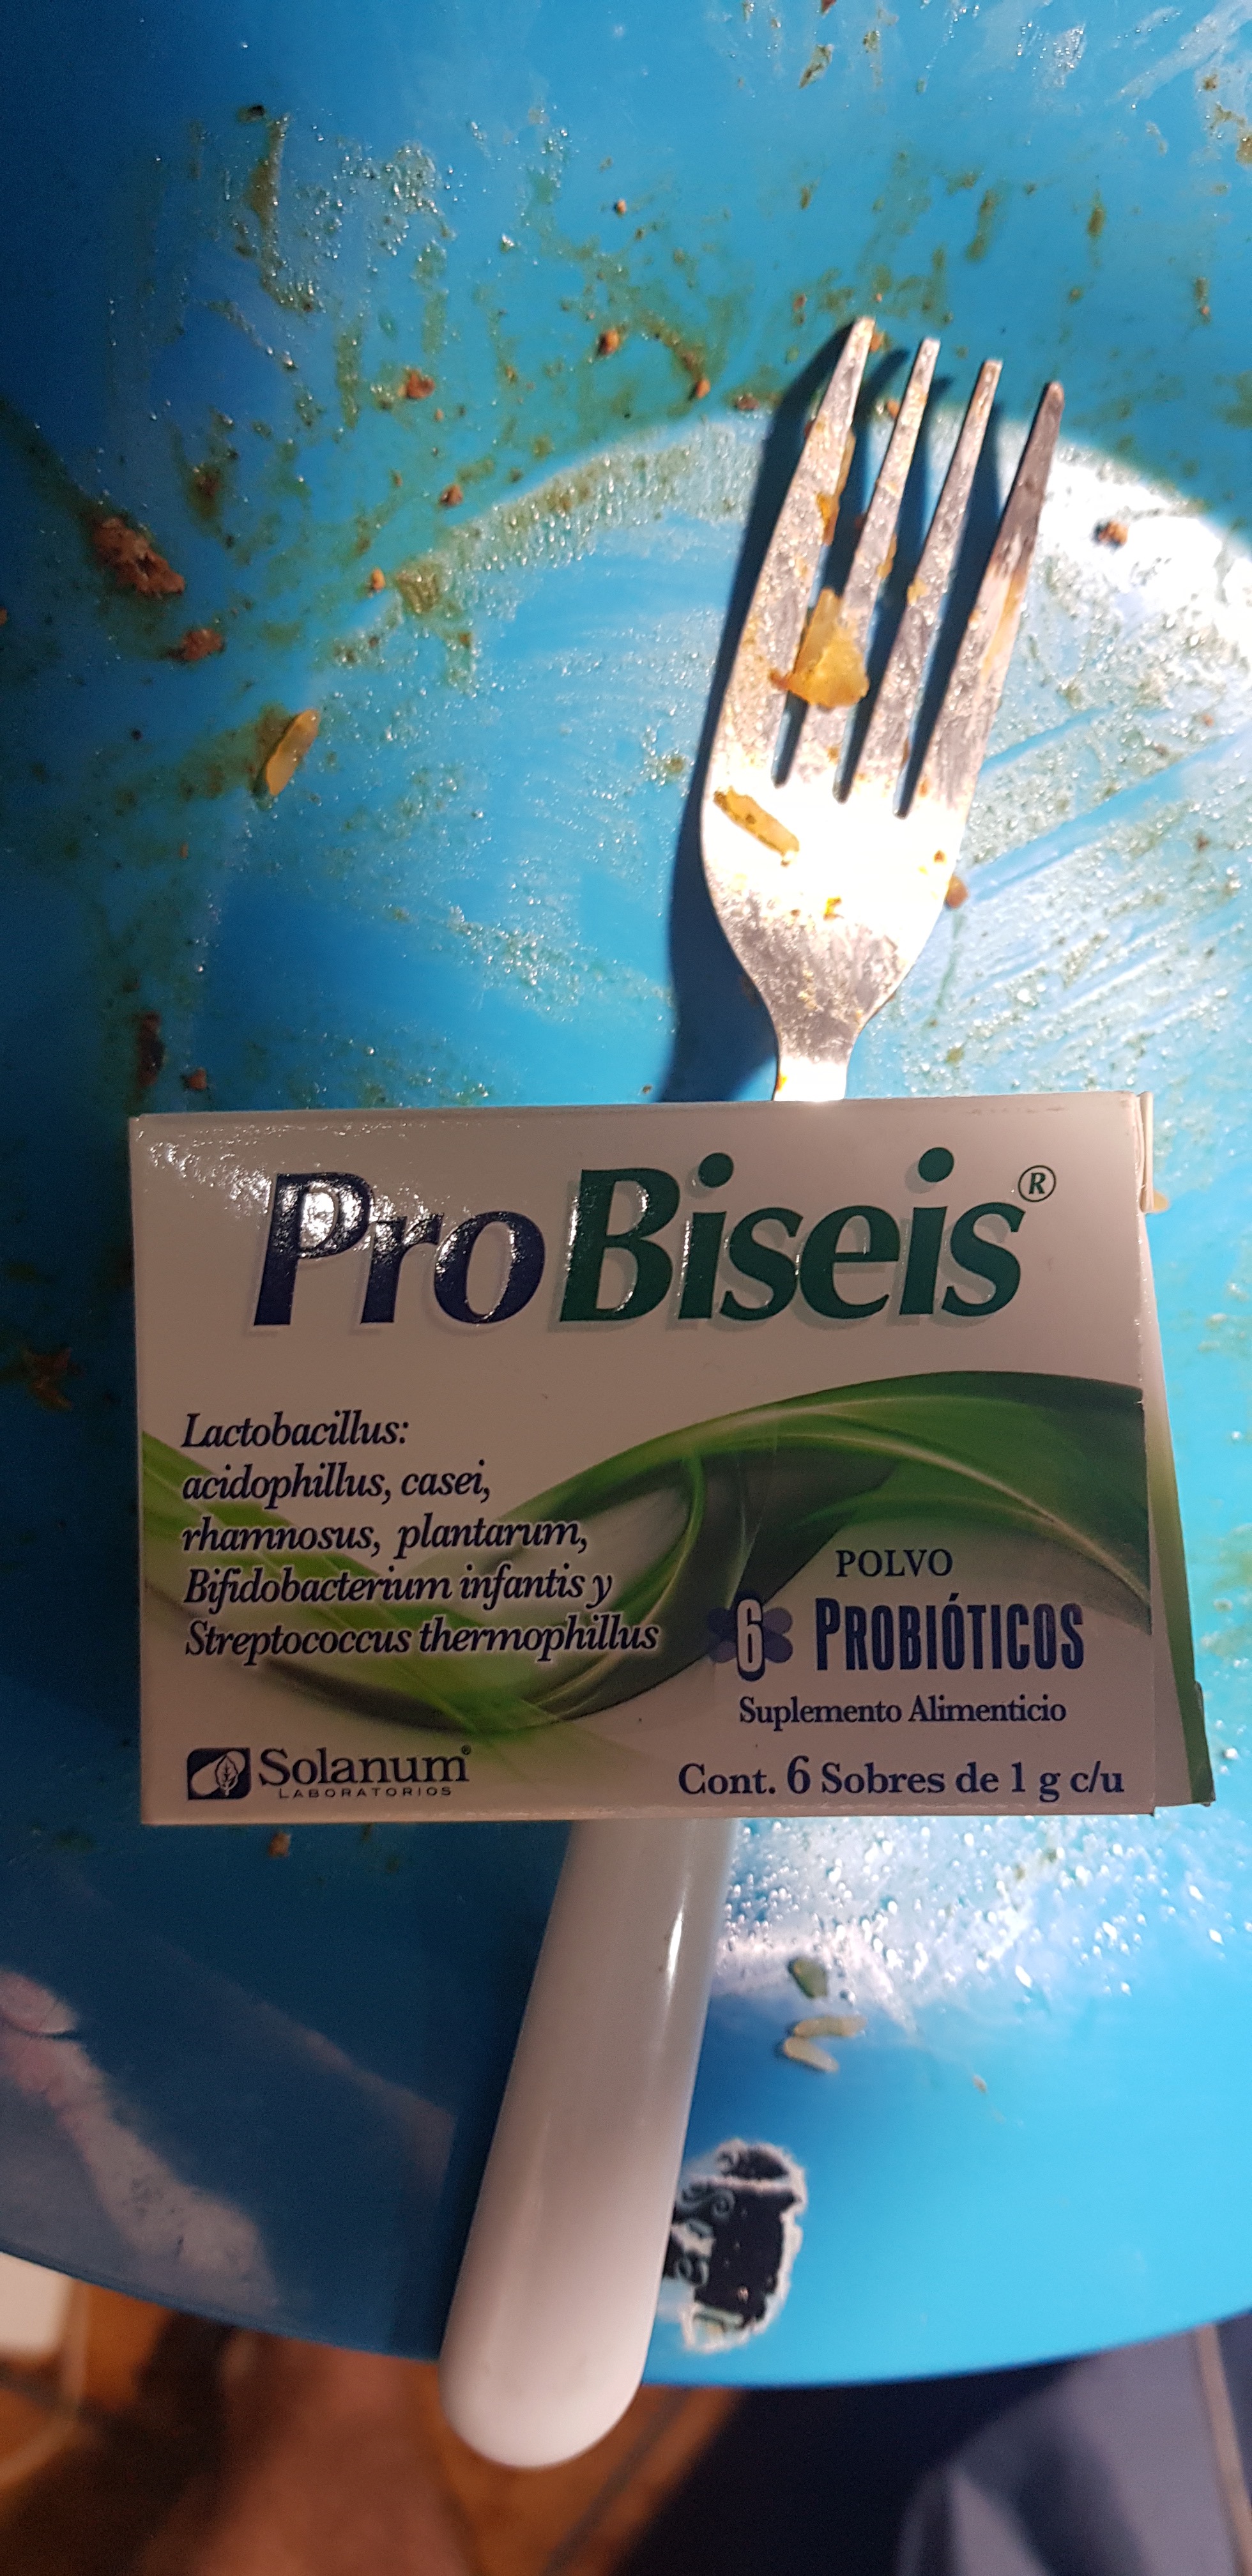 ProBiseis®
Lactobacillus:
acidophillus, casei,
rhamnosus, plantarum,
Bifidobacterium infantis y
Streptococcus thermophillus
POLVO
6 PROBIÓTICOS
Suplemento Alimenticio
Solanum®
LABORATORIOS
Cont. 6 Sobres de 1 g c/u